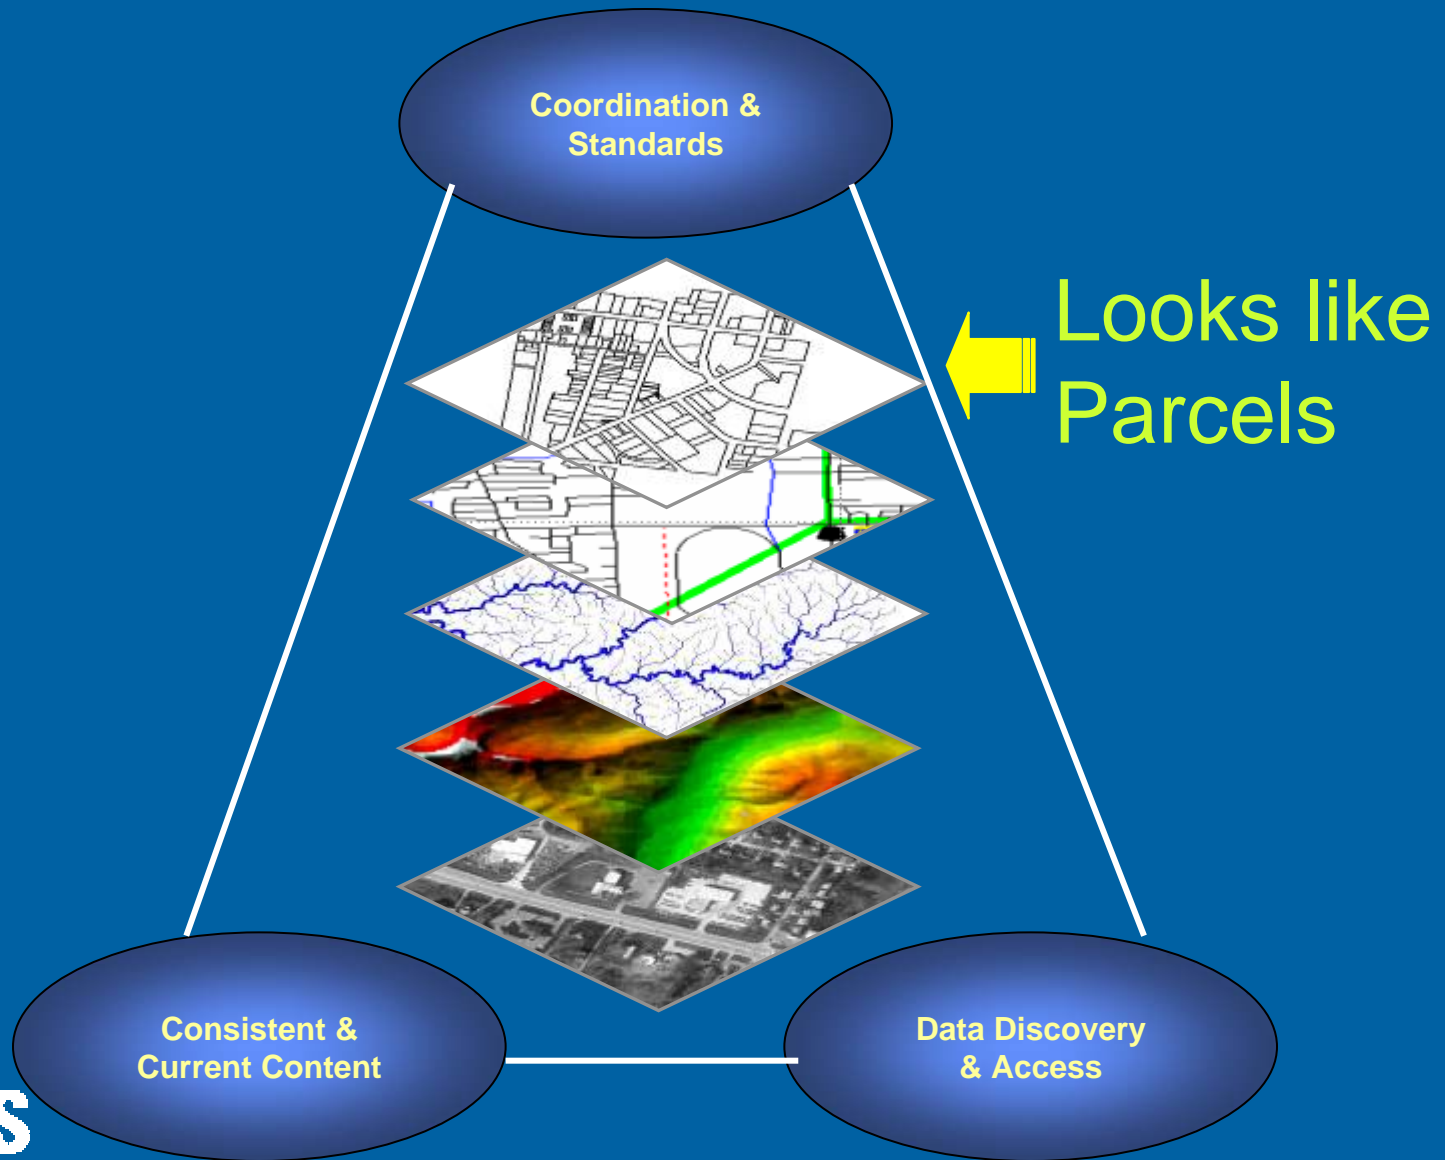 Coordination &
Standards
Looks like
Parcels
Consistent &
Current Content
Data Discovery
& Access
s